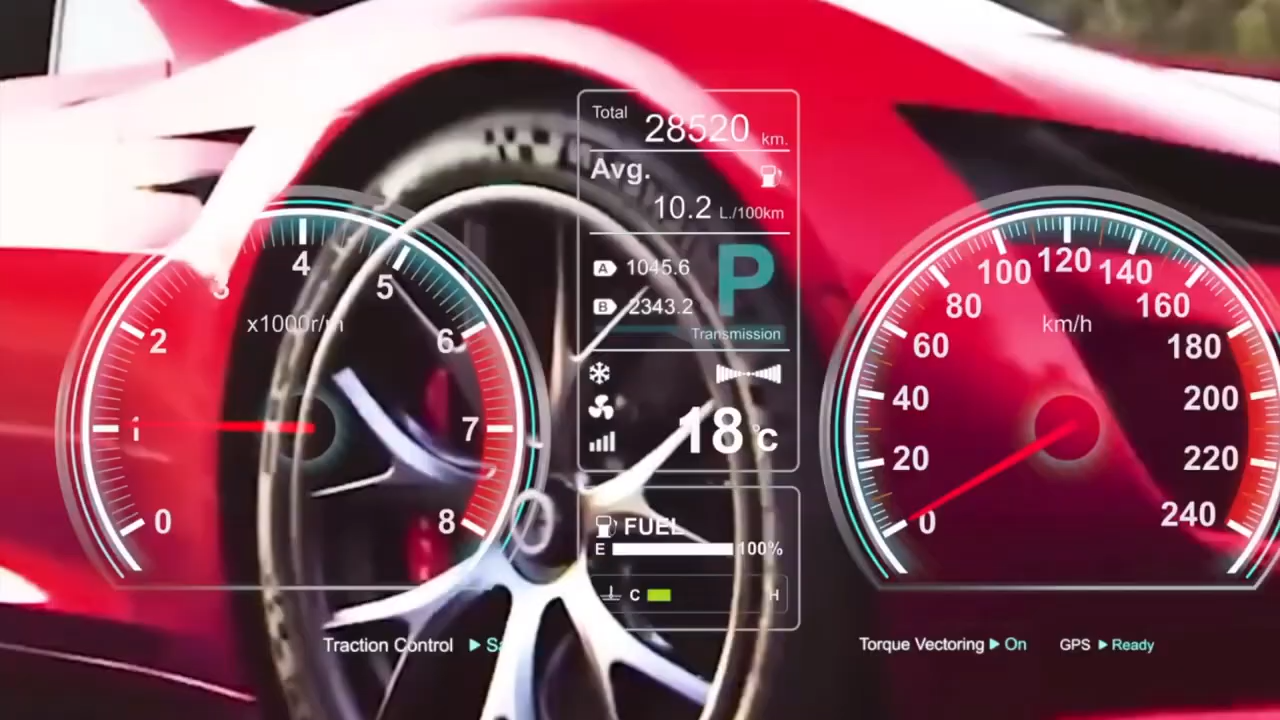 Total 28520 km.
Avg.
10.2 L./100km
A 1045.6
B 2343.2
P
Transmission
18°c
FUEL
E 100%
C H
x1000r/m
0
1
2
3
4
5
6
7
8
km/h
0
20
40
60
80
100
120
140
160
180
200
220
240
Traction Control
Torque Vectoring On
GPS Ready